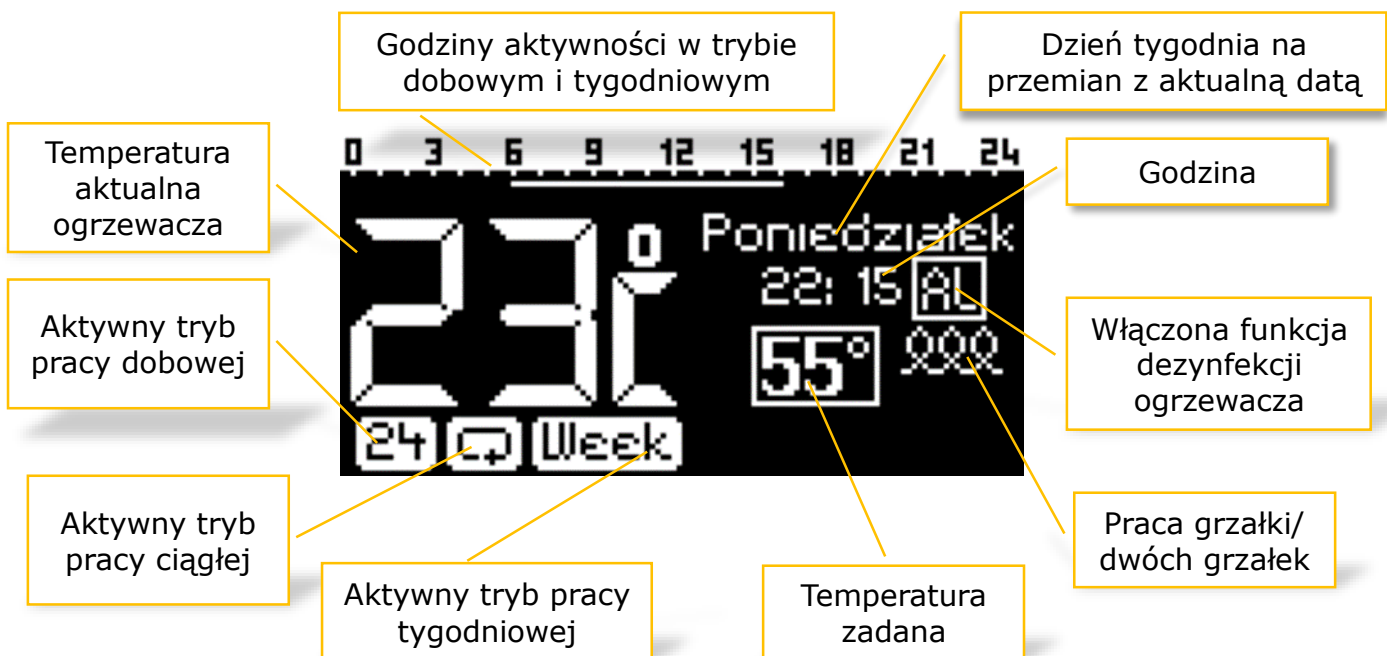 Godziny aktywności w trybie
dobowym i tygodniowym
Dzień tygodnia na
przemian z aktualną datą
Temperatura
aktualna
ogrzewacza
0 3 6 9 12 15 18 21 24
Godzina
23°C
Poniedziałek
22: 15 AL
55°
Aktywny tryb
pracy dobowej
Włączona funkcja
dezynfekcji
ogrzewacza
24 Week
Aktywny tryb
pracy ciągłej
Aktywny tryb pracy
tygodniowej
Temperatura
zadana
Praca grzałki/
dwóch grzałek